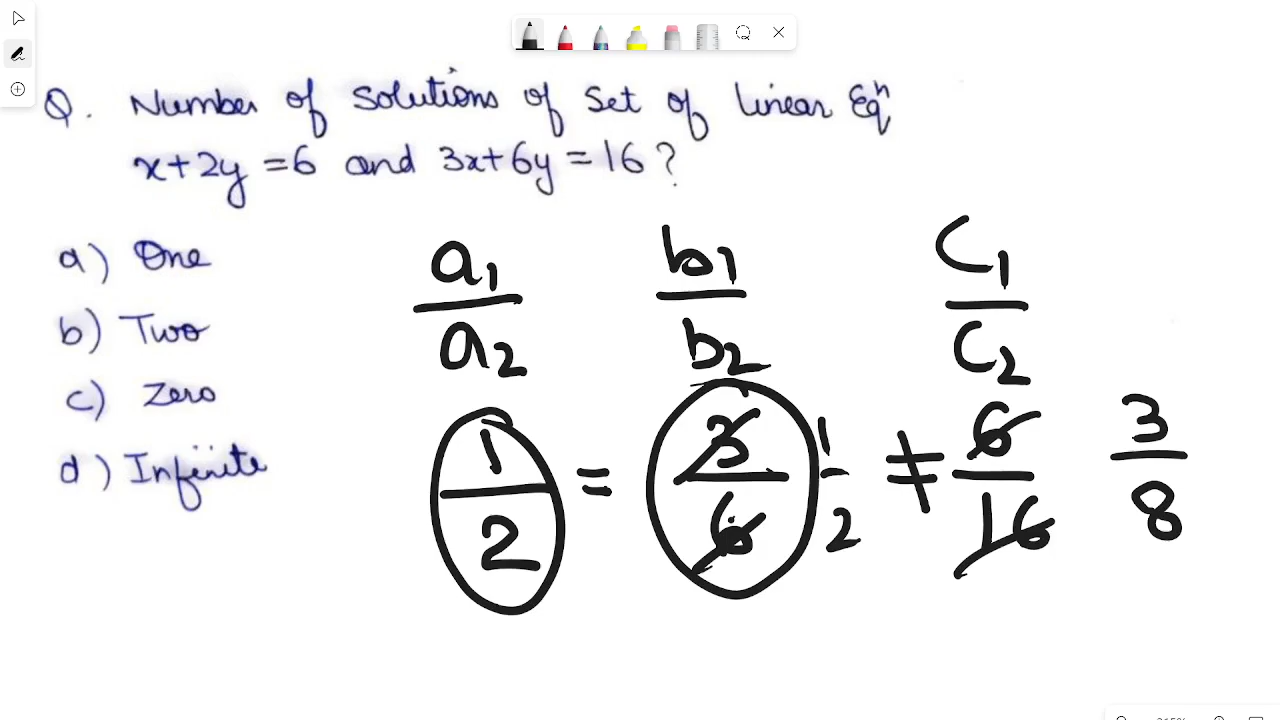 Q. Number of Solutions of Set of linear Eqⁿ
x+2y =6 and 3x+6y =16?
a) One
b) Two
c) Zero
d) Infinite
a1 b1 C1
a2 b2 C2
1 3 1 6 3
= ≠
2 6 2 16 8